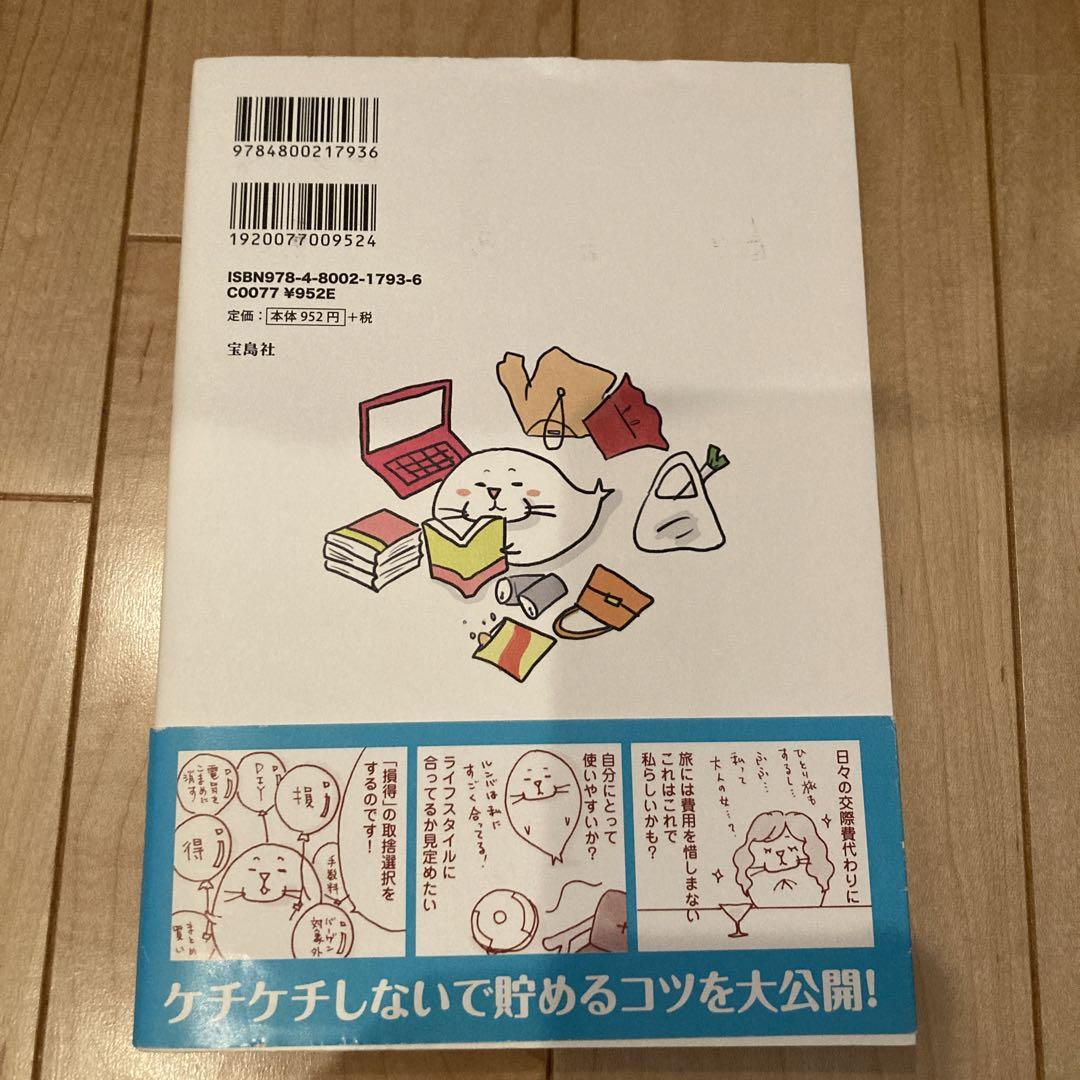 9784800217936
1920077009524
ISBN978-4-8002-1793-6
C0077 ¥952E
定価：本体 952 円+税
宝島社
日々の交際費代わりに
ひとり旅も
するし…
ふふ…
私って
大人の女…？
旅には費用を惜しまない
これはこれで
私らしいかも？
自分にとって
使いやすいか？
ルンバは私に
すごく合ってる！
ライフスタイルに
合ってるか見定めたい
「損得」の取捨選択を
するのです！
損
DIY
電気を
こまめに
消す
得
手数料
バーゲン
対象外
まとめ
買い
ケチケチしないで貯めるコツを大公開！